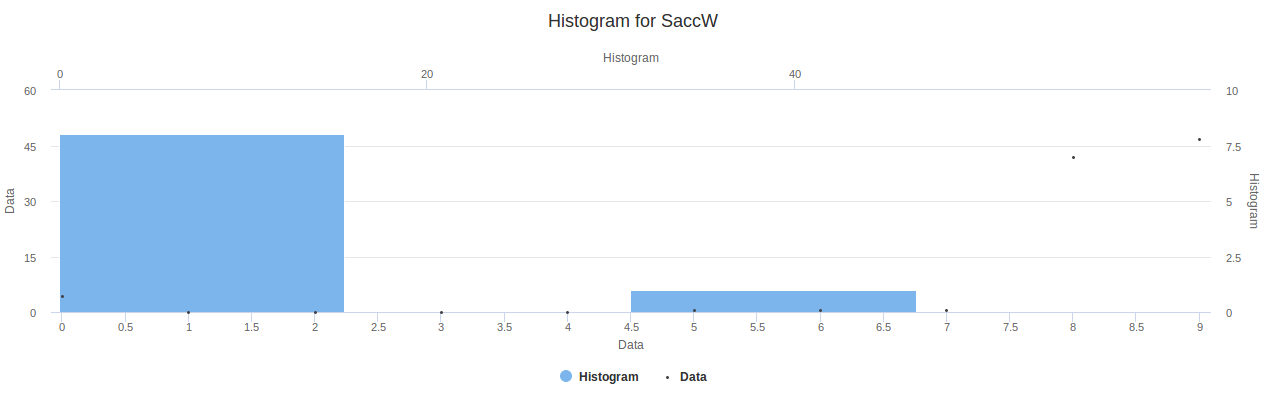 Histogram for SaccW
Histogram
0 20 40
60 10
45 7.5
30 5
15 2.5
0 0
Data
Histogram
0 0.5 1 1.5 2 2.5 3 3.5 4 4.5 5 5.5 6 6.5 7 7.5 8 8.5 9
Data
Histogram Data